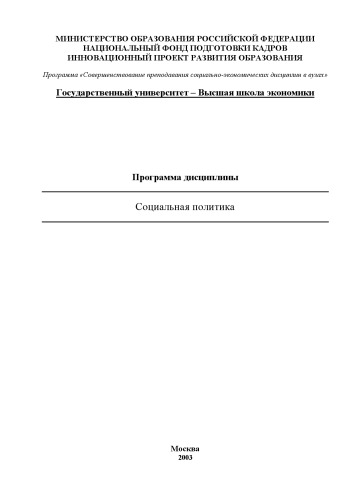 МИНИСТЕРСТВО ОБРАЗОВАНИЯ РОССИЙСКОЙ ФЕДЕРАЦИИ
НАЦИОНАЛЬНЫЙ ФОНД ПОДГОТОВКИ КАДРОВ
ИННОВАЦИОННЫЙ ПРОЕКТ РАЗВИТИЯ ОБРАЗОВАНИЯ
Программа «Совершенствование преподавания социально-экономических дисциплин в вузах»
Государственный университет – Высшая школа экономики
Программа дисциплины
Социальная политика
Москва
2003